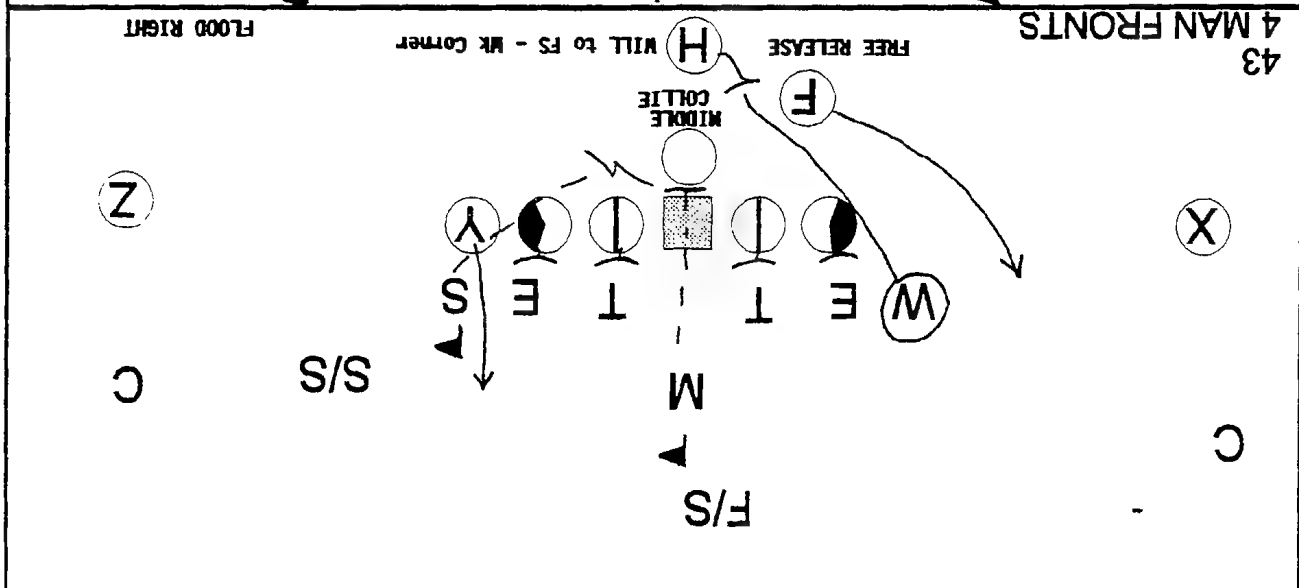 F/S
C
M S/S C
W E T T E S
X Y Z
MIDDLE
COLLIE
F
H
43
4 MAN FRONTS
FREE RELEASE
WILL to FS - WK Corner
FLOOD RIGHT